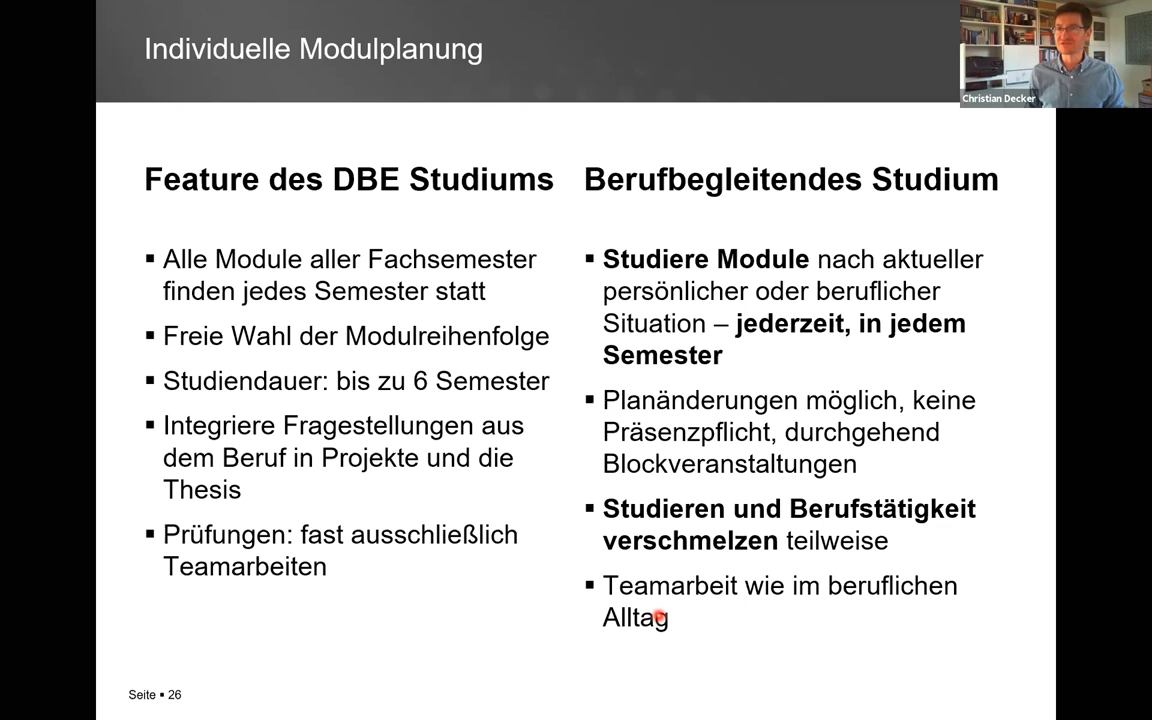 Individuelle Modulplanung
Christian Decker
Feature des DBE Studiums
▪ Alle Module aller Fachsemester
finden jedes Semester statt
▪ Freie Wahl der Modulreihenfolge
▪ Studiendauer: bis zu 6 Semester
▪ Integriere Fragestellungen aus
dem Beruf in Projekte und die
Thesis
▪ Prüfungen: fast ausschließlich
Teamarbeiten
Berufbegleitendes Studium
▪ Studiere Module nach aktueller
persönlicher oder beruflicher
Situation – jederzeit, in jedem
Semester
▪ Planänderungen möglich, keine
Präsenzpflicht, durchgehend
Blockveranstaltungen
▪ Studieren und Berufstätigkeit
verschmelzen teilweise
▪ Teamarbeit wie im beruflichen
Alltag
Seite ▪ 26